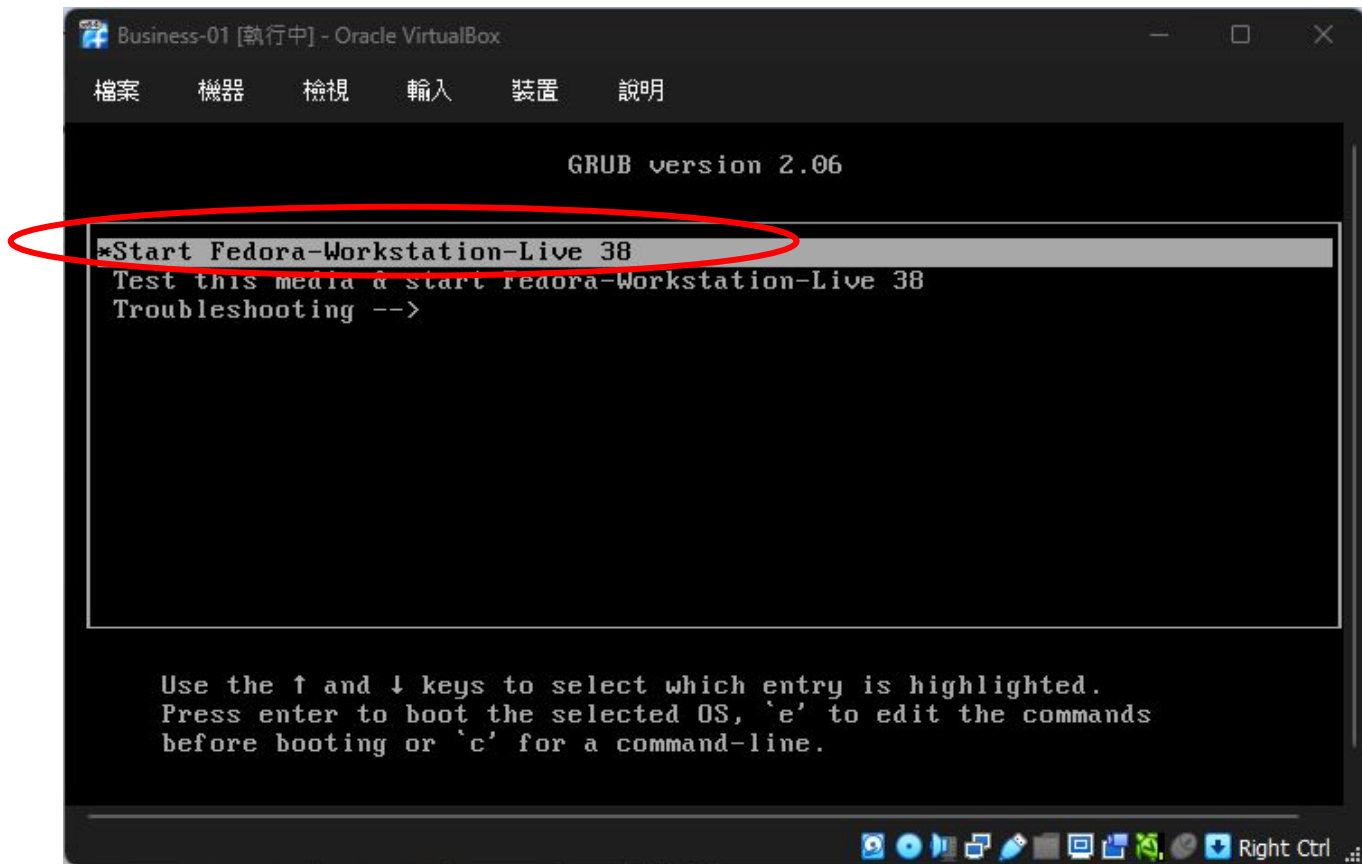 Business-01 [執行中] - Oracle VirtualBox
檔案 機器 檢視 輸入 裝置 說明
GRUB version 2.06
*Start Fedora-Workstation-Live 38
Test this media & start Fedora-Workstation-Live 38
Troubleshooting -->
Use the ↑ and ↓ keys to select which entry is highlighted.
Press enter to boot the selected OS, `e' to edit the commands
before booting or `c' for a command-line.
Right Ctrl